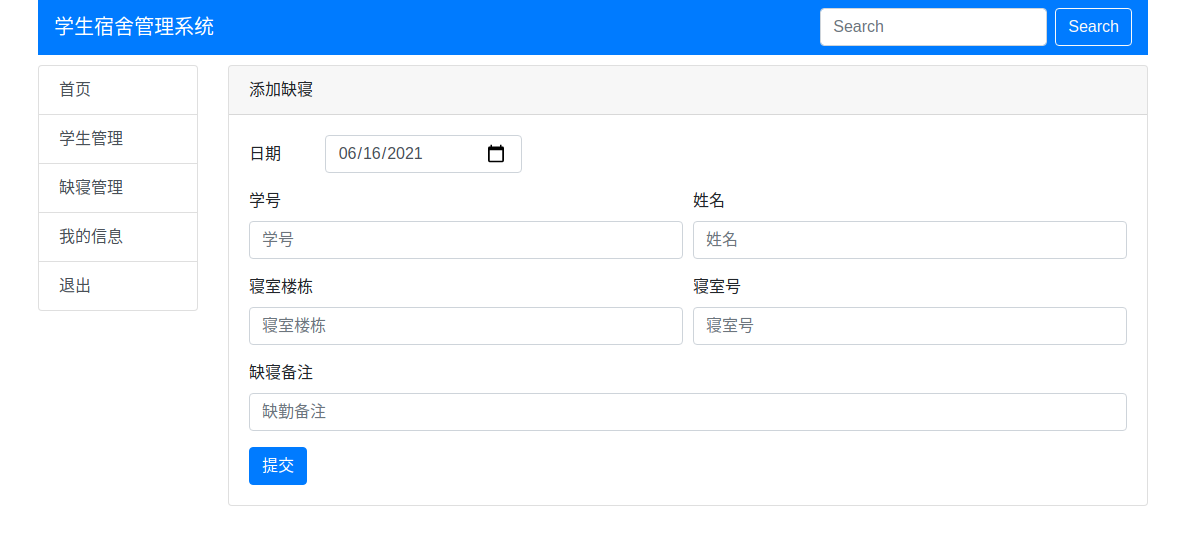 学生宿舍管理系统
Search
Search
首页
学生管理
缺寝管理
我的信息
退出
添加缺寝
日期
06/16/2021
学号
姓名
学号
姓名
寝室楼栋
寝室号
寝室楼栋
寝室号
缺寝备注
缺勤备注
提交